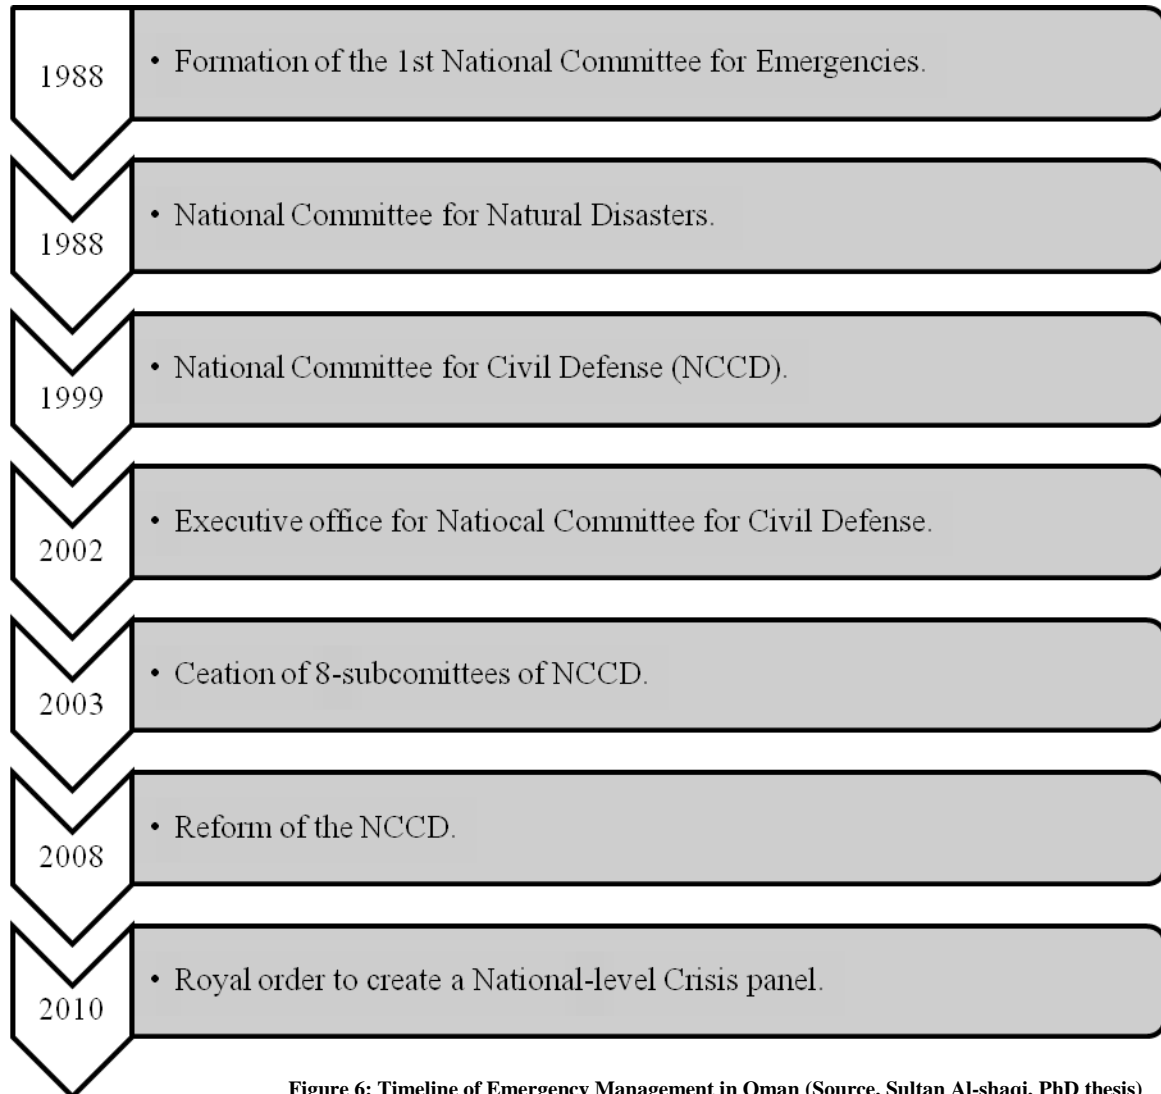 1988
• Formation of the 1st National Committee for Emergencies.
1988
• National Committee for Natural Disasters.
1999
• National Committee for Civil Defense (NCCD).
2002
• Executive office for Natiocal Committee for Civil Defense.
2003
• Ceation of 8-subcomittees of NCCD.
2008
• Reform of the NCCD.
2010
• Royal order to create a National-level Crisis panel.
Figure 6: Timeline of Emergency Management in Oman (Source, Sultan Al-shaqi, PhD thesis)